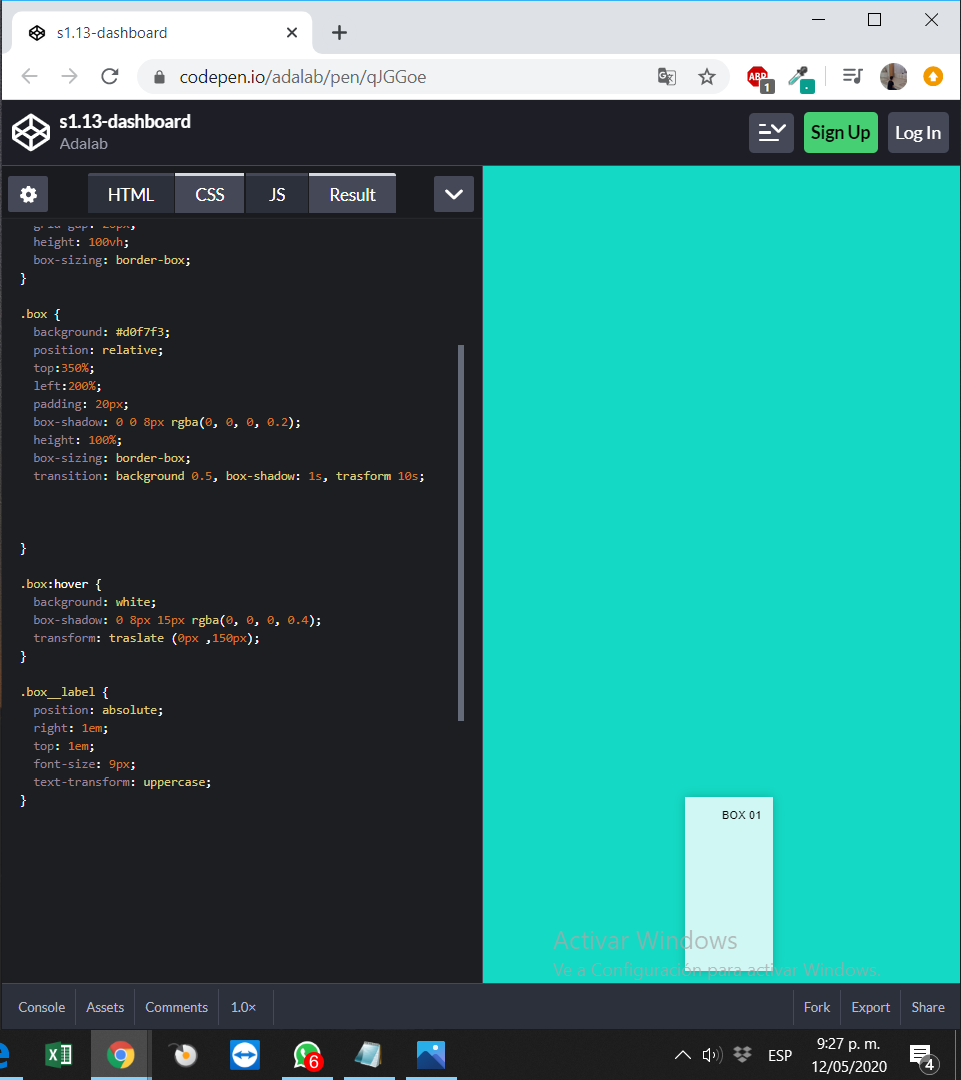 s1.13-dashboard
codepen.io/adalab/pen/qJGGoe
ABP
1
s1.13-dashboard
Adalab
Sign Up
Log In
HTML
CSS
JS
Result
grid-gap: 20px;
height: 100vh;
box-sizing: border-box;
}
.box {
background: #d0f7f3;
position: relative;
top:350%;
left:200%;
padding: 20px;
box-shadow: 0 0 8px rgba(0, 0, 0, 0.2);
height: 100%;
box-sizing: border-box;
transition: background 0.5, box-shadow: 1s, trasform 10s;
}
.box:hover {
background: white;
box-shadow: 0 8px 15px rgba(0, 0, 0, 0.4);
transform: traslate (0px ,150px);
}
.box__label {
position: absolute;
right: 1em;
top: 1em;
font-size: 9px;
text-transform: uppercase;
}
BOX 01
Activar Windows
Ve a Configuración para activar Windows.
Console
Assets
Comments
1.0×
Fork
Export
Share
6
ESP
9:27 p. m.
12/05/2020
4